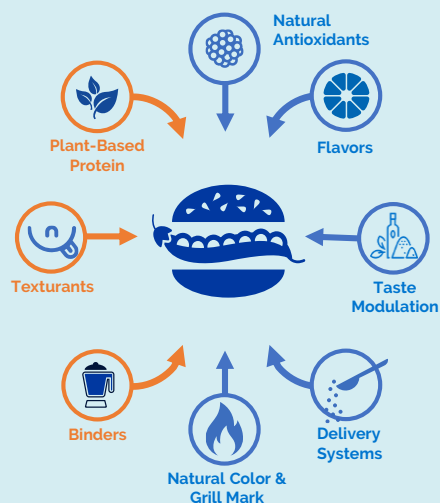 Natural
Antioxidants
Plant-Based
Protein
Flavors
Texturants
Taste
Modulation
Binders
Delivery
Systems
Natural Color &
Grill Mark